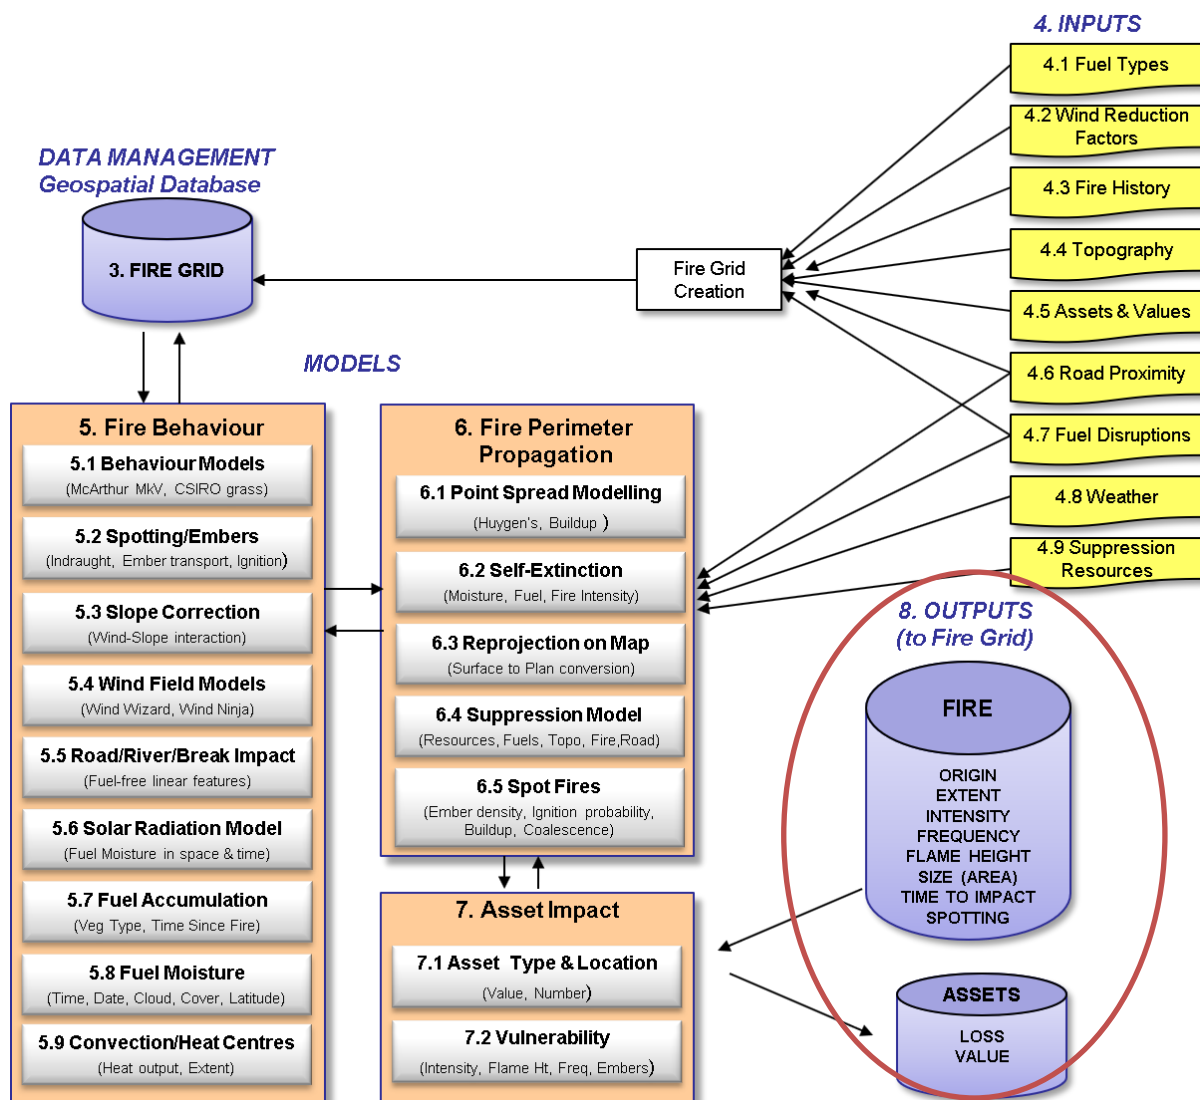 4. INPUTS
4.1 Fuel Types
4.2 Wind Reduction
Factors
4.3 Fire History
4.4 Topography
4.5 Assets & Values
4.6 Road Proximity
4.7 Fuel Disruptions
4.8 Weather
4.9 Suppression
Resources
DATA MANAGEMENT
Geospatial Database
3. FIRE GRID
Fire Grid
Creation
MODELS
5. Fire Behaviour
5.1 Behaviour Models
(McArthur MkV, CSIRO grass)
5.2 Spotting/Embers
(Indraught, Ember transport, Ignition)
5.3 Slope Correction
(Wind-Slope interaction)
5.4 Wind Field Models
(Wind Wizard, Wind Ninja)
5.5 Road/River/Break Impact
(Fuel-free linear features)
5.6 Solar Radiation Model
(Fuel Moisture in space & time)
5.7 Fuel Accumulation
(Veg Type, Time Since Fire)
5.8 Fuel Moisture
(Time, Date, Cloud, Cover, Latitude)
5.9 Convection/Heat Centres
(Heat output, Extent)
6. Fire Perimeter
Propagation
6.1 Point Spread Modelling
(Huygen's, Buildup )
6.2 Self-Extinction
(Moisture, Fuel, Fire Intensity)
6.3 Reprojection on Map
(Surface to Plan conversion)
6.4 Suppression Model
(Resources, Fuels, Topo, Fire,Road)
6.5 Spot Fires
(Ember density, Ignition probability,
Buildup, Coalescence)
7. Asset Impact
7.1 Asset Type & Location
(Value, Number)
7.2 Vulnerability
(Intensity, Flame Ht, Freq, Embers)
8. OUTPUTS
(to Fire Grid)
FIRE
ORIGIN
EXTENT
INTENSITY
FREQUENCY
FLAME HEIGHT
SIZE (AREA)
TIME TO IMPACT
SPOTTING
ASSETS
LOSS
VALUE